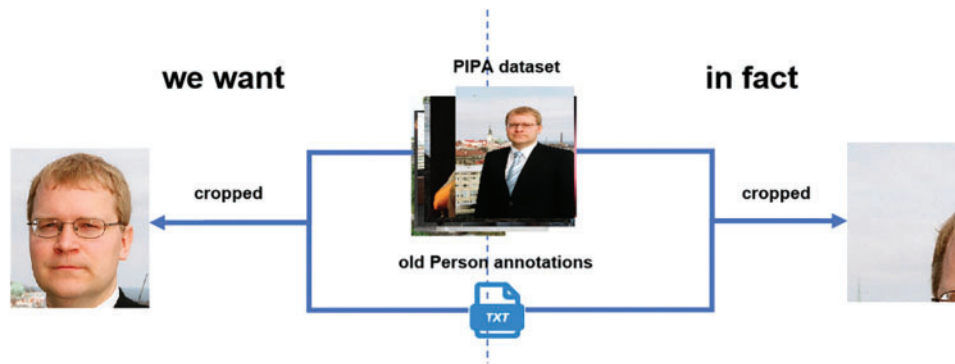 PIPA dataset
we want
in fact
cropped
cropped
old Person annotations
TXT